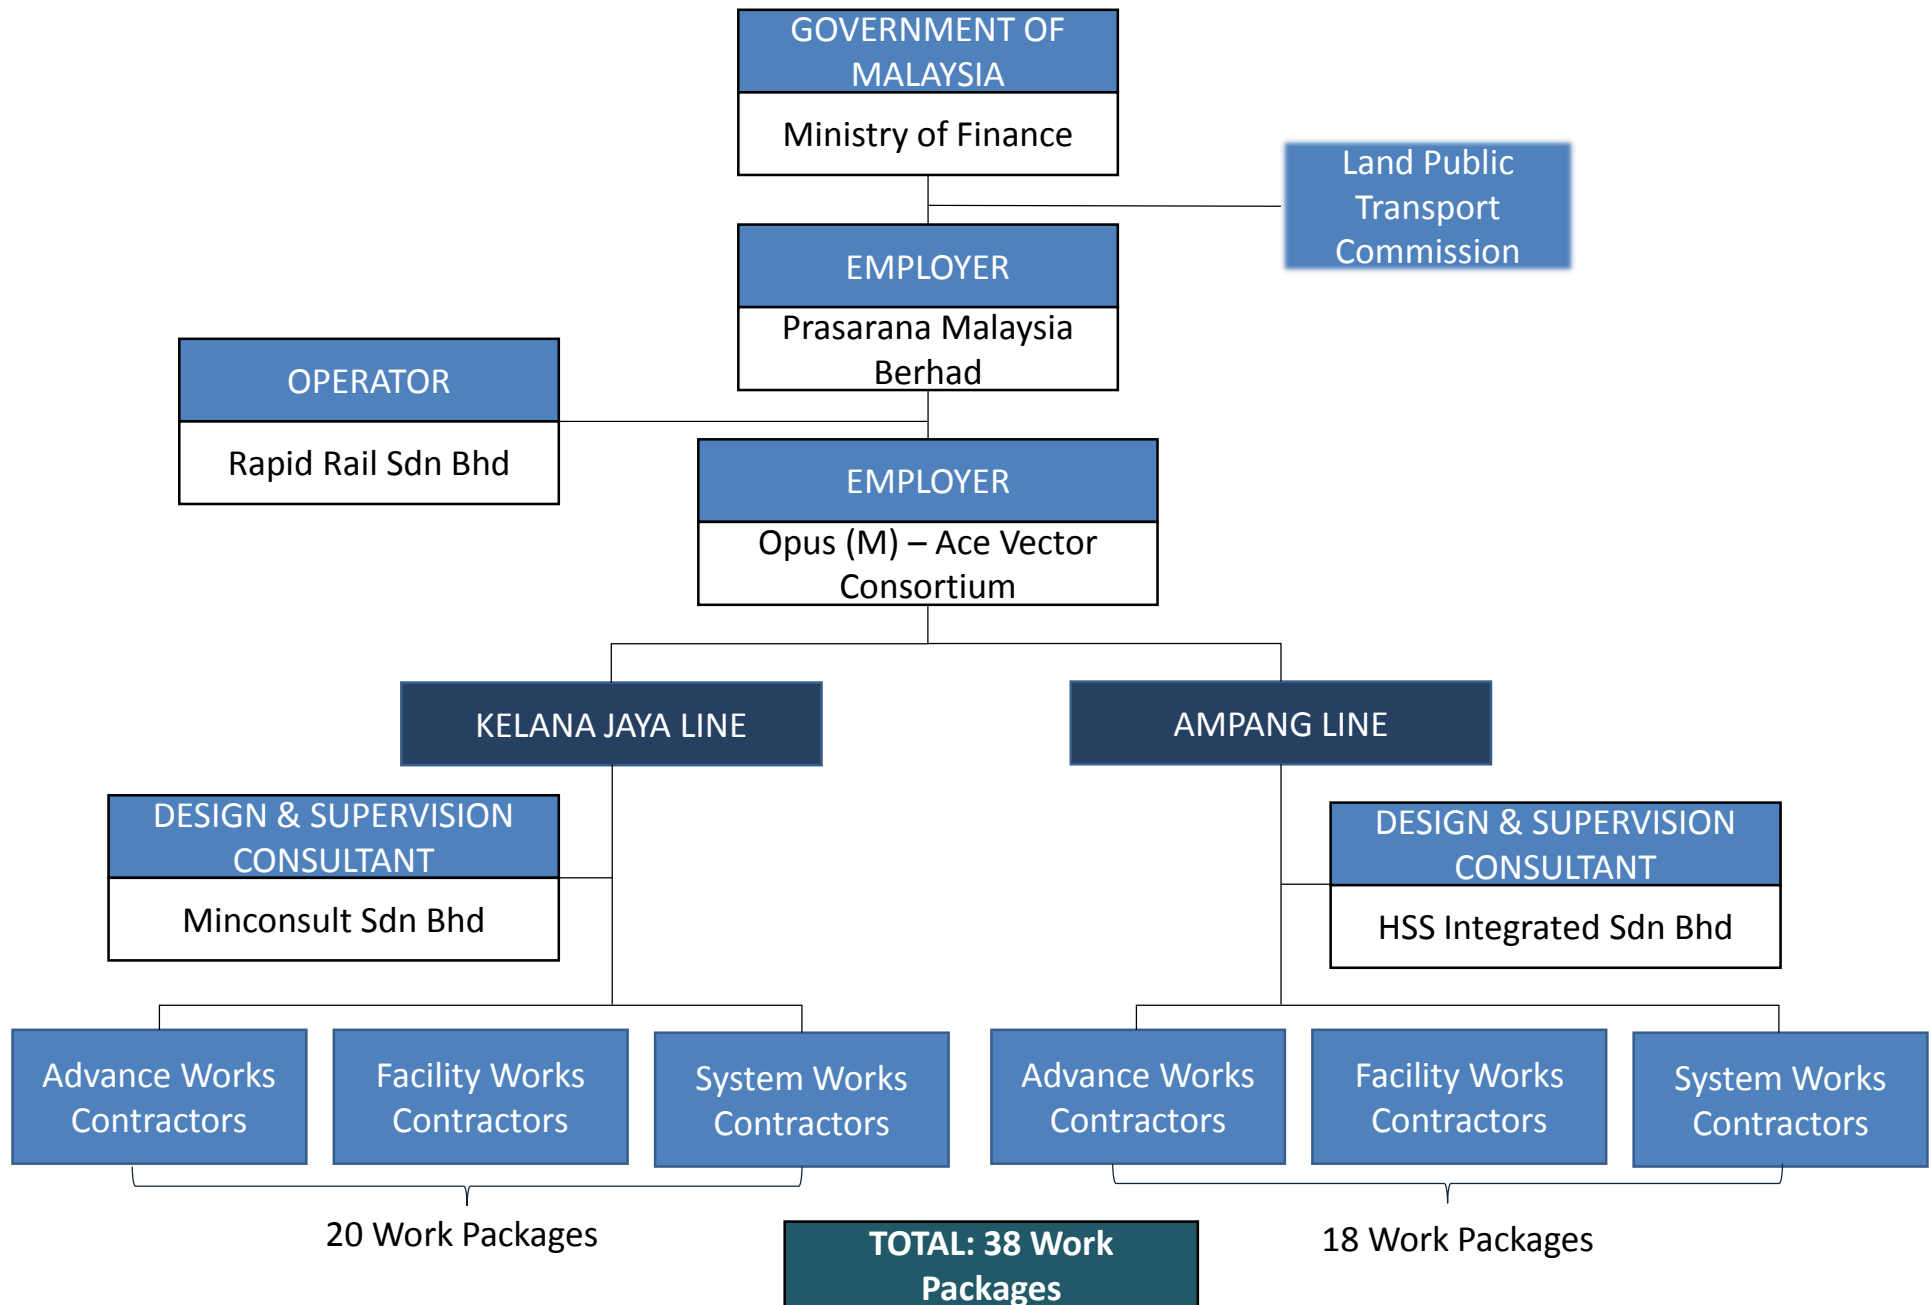 GOVERNMENT OF
MALAYSIA
Ministry of Finance
Land Public
Transport
Commission
EMPLOYER
Prasarana Malaysia
Berhad
OPERATOR
Rapid Rail Sdn Bhd
EMPLOYER
Opus (M) – Ace Vector
Consortium
KELANA JAYA LINE
AMPANG LINE
DESIGN & SUPERVISION
CONSULTANT
Minconsult Sdn Bhd
DESIGN & SUPERVISION
CONSULTANT
HSS Integrated Sdn Bhd
Advance Works
Contractors
Facility Works
Contractors
System Works
Contractors
Advance Works
Contractors
Facility Works
Contractors
System Works
Contractors
20 Work Packages
18 Work Packages
TOTAL: 38 Work
Packages